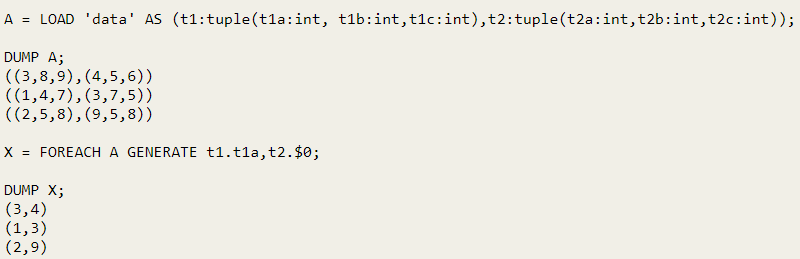 A = LOAD 'data' AS (t1:tuple(t1a:int, t1b:int,t1c:int),t2:tuple(t2a:int,t2b:int,t2c:int));
DUMP A;
((3,8,9),(4,5,6))
((1,4,7),(3,7,5))
((2,5,8),(9,5,8))
X = FOREACH A GENERATE t1.t1a,t2.$0;
DUMP X;
(3,4)
(1,3)
(2,9)